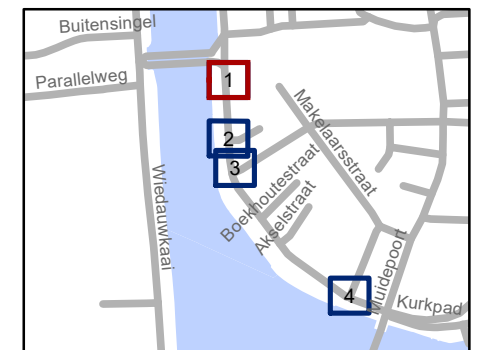 Buitensingel
Parallelweg
1
Makelaarsstraat
2
3
Boekhoutestraat
Wiedauwkaai
Akselstraat
Muidepoort
4
Kurkpad